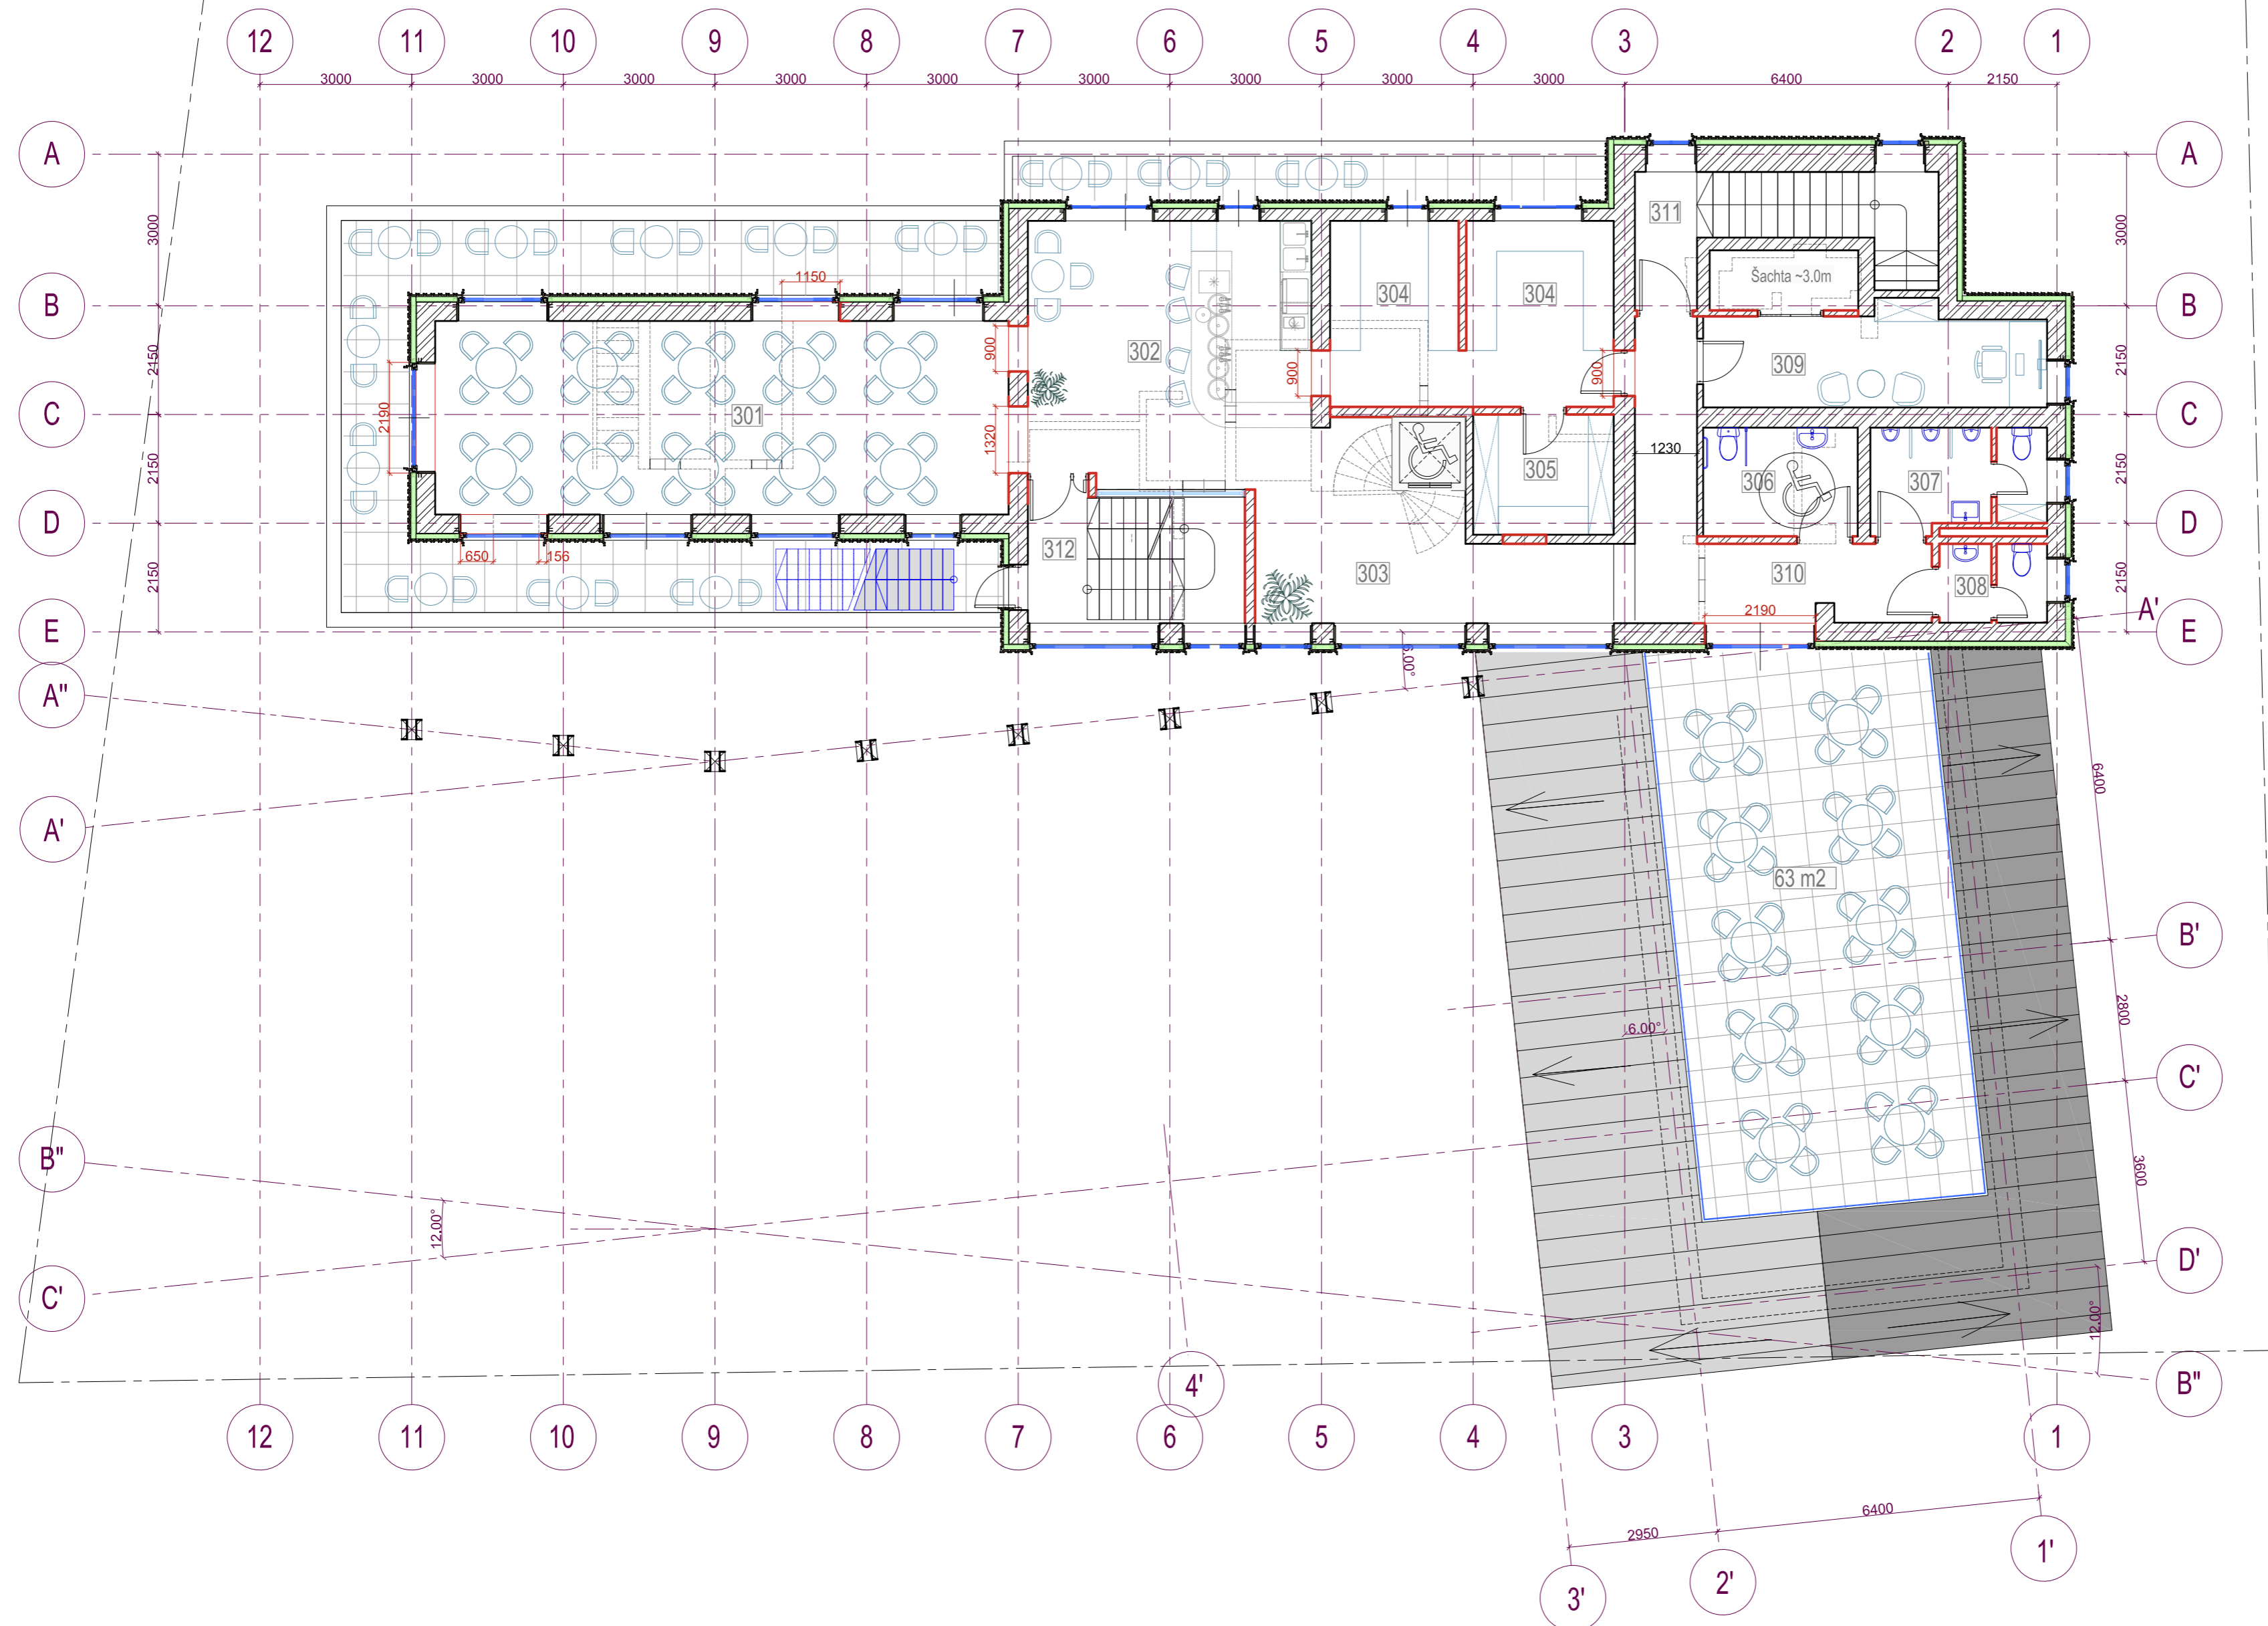 12 11 10 9 8 7 6 5 4 3 2 1
3000 3000 3000 3000 3000 3000 3000 3000 3000 6400 2150
A A
3000 3000
311
Šachta ~3.0m
1150
304 304
B B
2150 900 302 900 900 309 2150
2190 301 1320
C C
2150 1230 305 306 307 2150
D D
650 156 312 303 310 308
2150 2190 2150
A'
E E
6.00°
A"
6400
A'
63 m2
B'
6.00° 2800
C'
3600
B"
12.00°
D'
C'
12.00°
4' B"
12 11 10 9 8 7 6 5 4 3 1
2950 6400
3' 2' 1'